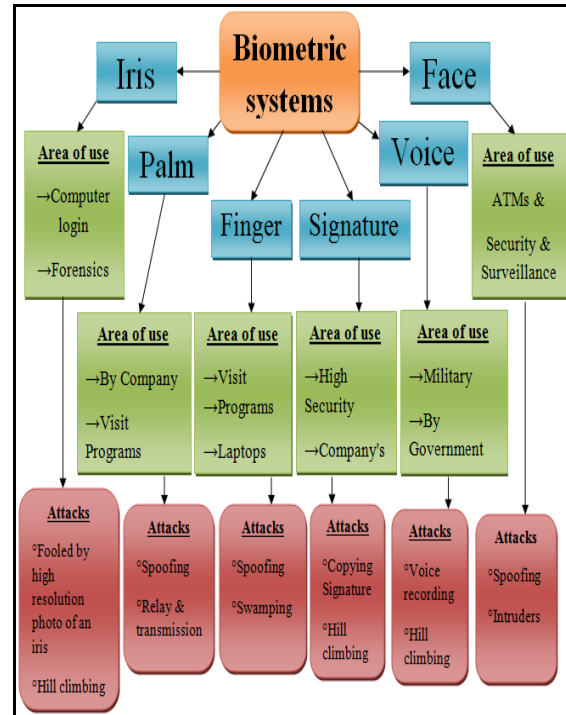 Biometric
systems
Iris
Face
Palm
Voice
Finger
Signature
Area of use
→Computer
login
→Forensics
Area of use
ATMs &
Security &
Surveillance
Area of use
→By Company
→Visit
Programs
Area of use
→Visit
→Programs
→Laptops
Area of use
→High
Security
→Company's
Area of use
→Military
→By
Government
Attacks
°Fooled by
high
resolution
photo of an
iris
°Hill climbing
Attacks
°Spoofing
°Relay &
transmission
Attacks
°Spoofing
°Swamping
Attacks
°Copying
Signature
°Hill
climbing
Attacks
°Voice
recording
°Hill
climbing
Attacks
°Spoofing
°Intruders